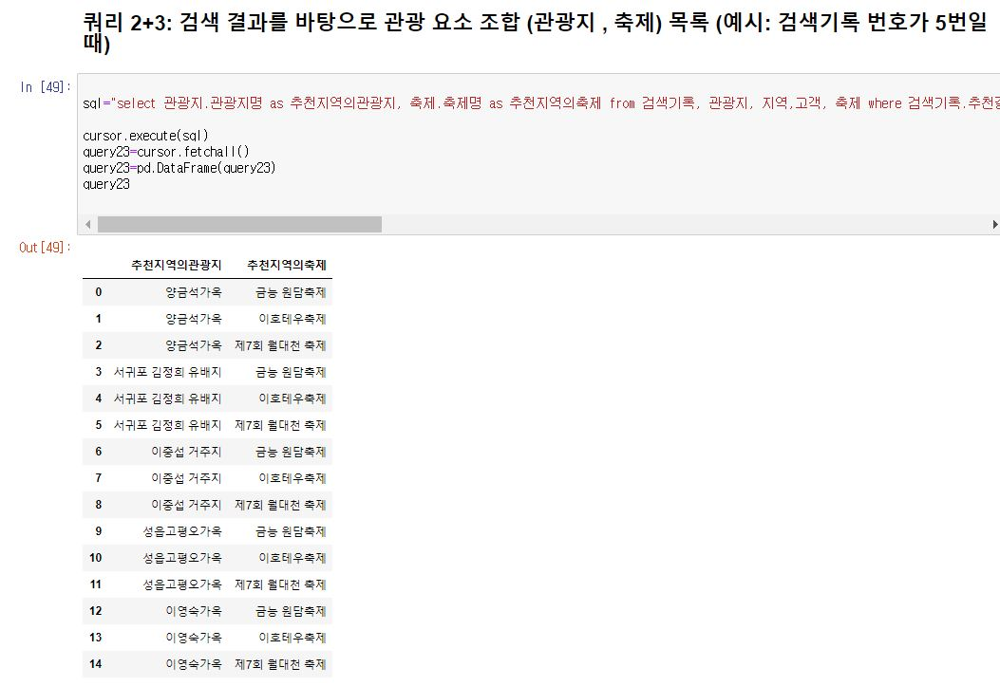 쿼리 2+3: 검색 결과를 바탕으로 관광 요소 조합 (관광지 , 축제) 목록 (예시: 검색기록 번호가 5번일
때)
In [49]:
sql="select 관광지.관광지명 as 추천지역의관광지, 축제.축제명 as 추천지역의축제 from 검색기록, 관광지, 지역,고객, 축제 where 검색기록.추천
cursor.execute(sql)
query23=cursor.fetchall()
query23=pd.DataFrame(query23)
query23
Out[49]:
추천지역의관광지 추천지역의축제
0 양금석가옥 금능 원담축제
1 양금석가옥 이호테우축제
2 양금석가옥 제7회 월대천 축제
3 서귀포 김정희 유배지 금능 원담축제
4 서귀포 김정희 유배지 이호테우축제
5 서귀포 김정희 유배지 제7회 월대천 축제
6 이중섭 거주지 금능 원담축제
7 이중섭 거주지 이호테우축제
8 이중섭 거주지 제7회 월대천 축제
9 성읍고평오가옥 금능 원담축제
10 성읍고평오가옥 이호테우축제
11 성읍고평오가옥 제7회 월대천 축제
12 이영숙가옥 금능 원담축제
13 이영숙가옥 이호테우축제
14 이영숙가옥 제7회 월대천 축제